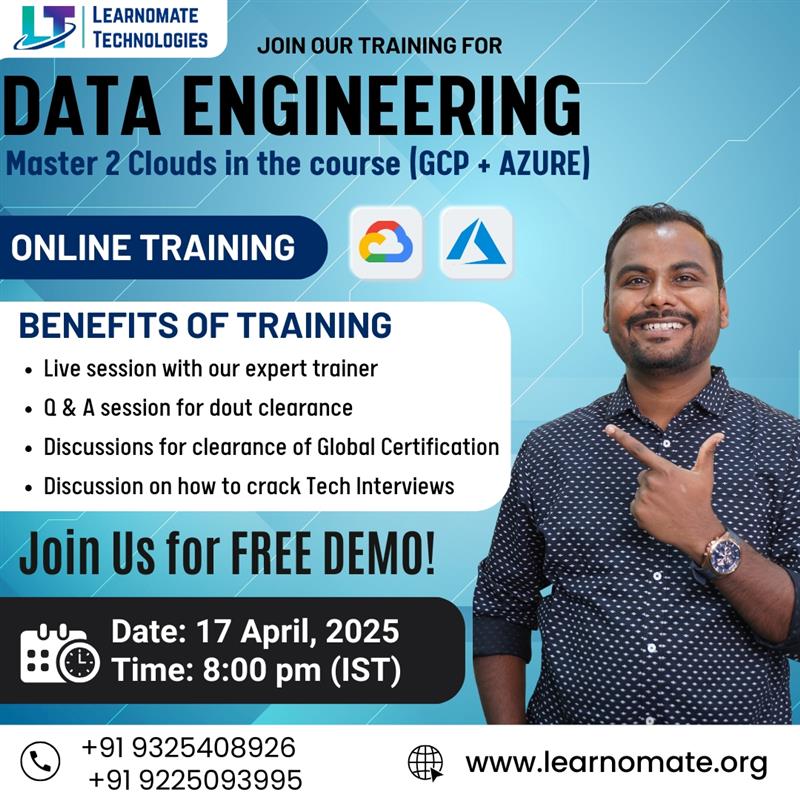 LT
LEARNOMATE
TECHNOLOGIES
JOIN OUR TRAINING FOR
DATA ENGINEERING
Master 2 Clouds in the course (GCP + AZURE)
ONLINE TRAINING
BENEFITS OF TRAINING
• Live session with our expert trainer
• Q & A session for dout clearance
• Discussions for clearance of Global Certification
• Discussion on how to crack Tech Interviews
Join Us for FREE DEMO!
Date: 17 April, 2025
Time: 8:00 pm (IST)
+91 9325408926
+91 9225093995
www.learnomate.org